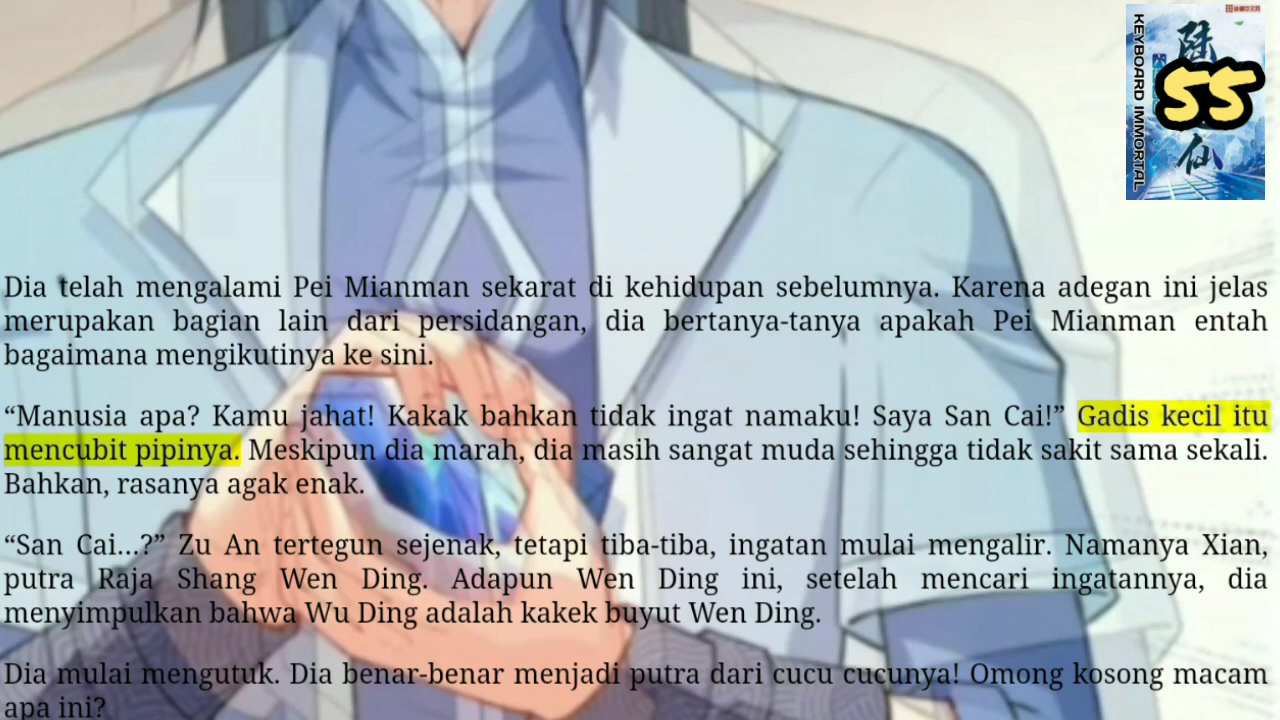 KEYBOARD IMMORTAL
陆
55
仙
Dia telah mengalami Pei Mianman sekarat di kehidupan sebelumnya. Karena adegan ini jelas
merupakan bagian lain dari persidangan, dia bertanya-tanya apakah Pei Mianman entah
bagaimana mengikutinya ke sini.
“Manusia apa? Kamu jahat! Kakak bahkan tidak ingat namaku! Saya San Cai!” Gadis kecil itu
mencubit pipinya. Meskipun dia marah, dia masih sangat muda sehingga tidak sakit sama sekali.
Bahkan, rasanya agak enak.
“San Cai…?” Zu An tertegun sejenak, tetapi tiba-tiba, ingatan mulai mengalir. Namanya Xian,
putra Raja Shang Wen Ding. Adapun Wen Ding ini, setelah mencari ingatannya, dia
menyimpulkan bahwa Wu Ding adalah kakek buyut Wen Ding.
Dia mulai mengutuk. Dia benar-benar menjadi putra dari cucu cucunya! Omong kosong macam
apa ini?